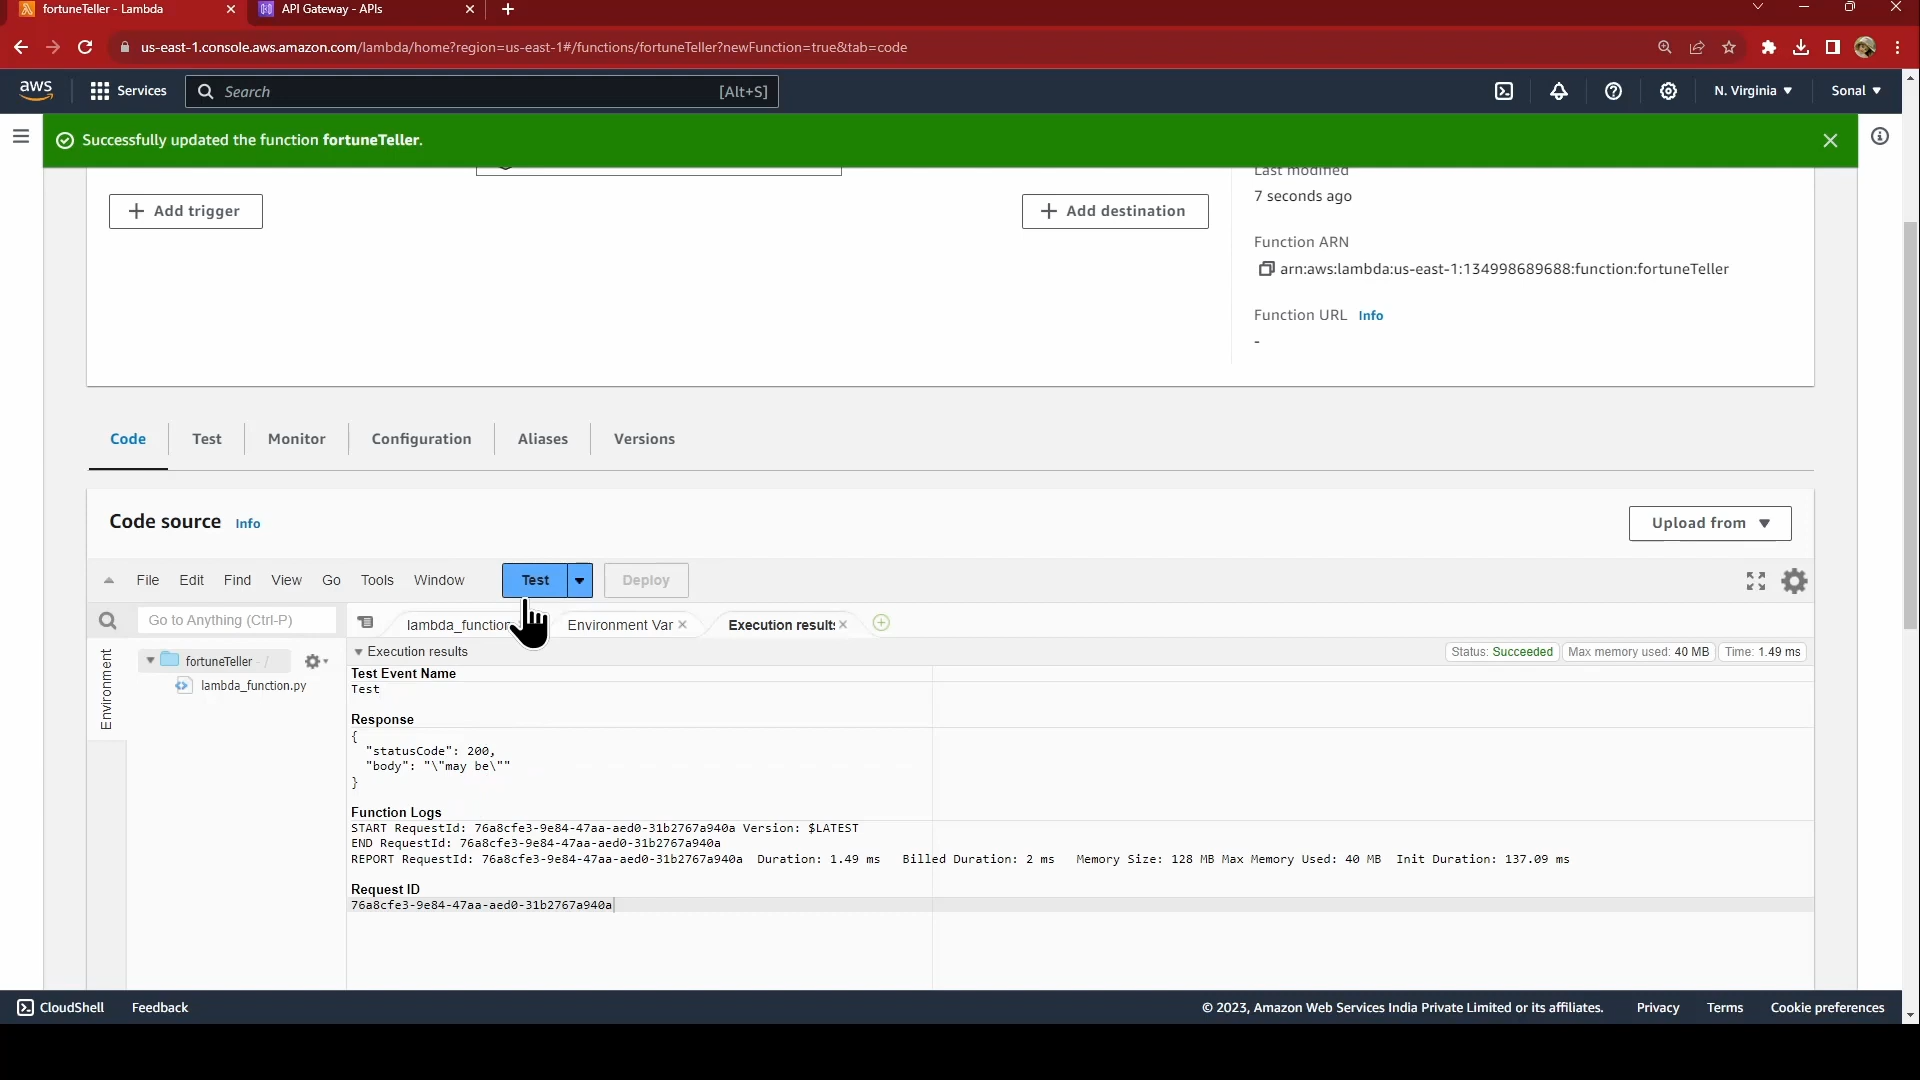 fortuneTeller - Lambda
API Gateway - APIs
us-east-1.console.aws.amazon.com/lambda/home?region=us-east-1#/functions/fortuneTeller?newFunction=true&tab=code
aws
Services
Search
[Alt+S]
N. Virginia
Sonal
Successfully updated the function fortuneTeller.
Last modified
7 seconds ago
Add trigger
Add destination
Function ARN
arn:aws:lambda:us-east-1:134998689688:function:fortuneTeller
Function URL Info
-
Code
Test
Monitor
Configuration
Aliases
Versions
Code source Info
Upload from
File
Edit
Find
View
Go
Tools
Window
Test
Deploy
Go to Anything (Ctrl-P)
lambda_function
Environment Var
Execution results
Environment
fortuneTeller - /
lambda_function.py
Execution results
Status: Succeeded
Max memory used: 40 MB
Time: 1.49 ms
Test Event Name
Test
Response
{
"statusCode": 200,
"body": "\"may be\""
}
Function Logs
START RequestId: 76a8cfe3-9e84-47aa-aed0-31b2767a940a Version: $LATEST
END RequestId: 76a8cfe3-9e84-47aa-aed0-31b2767a940a
REPORT RequestId: 76a8cfe3-9e84-47aa-aed0-31b2767a940a Duration: 1.49 ms Billed Duration: 2 ms Memory Size: 128 MB Max Memory Used: 40 MB Init Duration: 137.09 ms
Request ID
76a8cfe3-9e84-47aa-aed0-31b2767a940a
CloudShell
Feedback
© 2023, Amazon Web Services India Private Limited or its affiliates.
Privacy
Terms
Cookie preferences